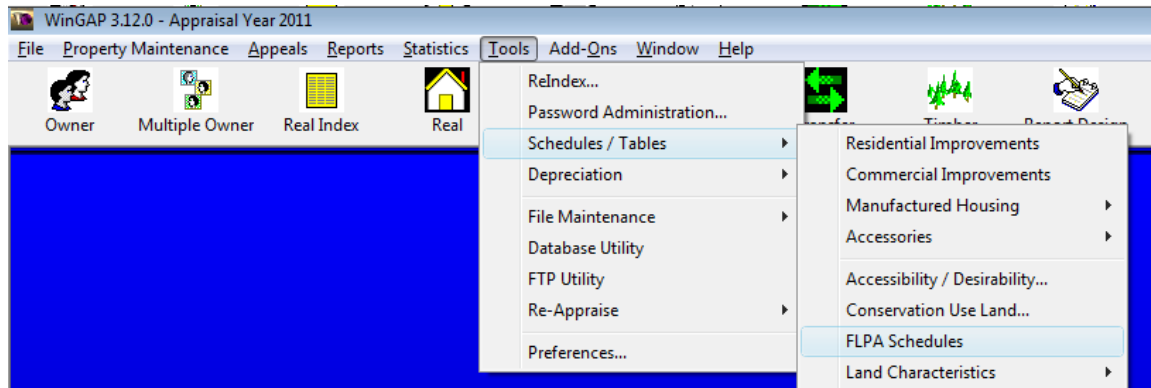 WinGAP 3.12.0 - Appraisal Year 2011
File Property Maintenance Appeals Reports Statistics Tools Add-Ons Window Help
Owner Multiple Owner Real Index Real Timber Report Design
ReIndex...
Password Administration...
Schedules / Tables
Depreciation
File Maintenance
Database Utility
FTP Utility
Re-Appraise
Preferences...
Residential Improvements
Commercial Improvements
Manufactured Housing
Accessories
Accessibility / Desirability...
Conservation Use Land...
FLPA Schedules
Land Characteristics